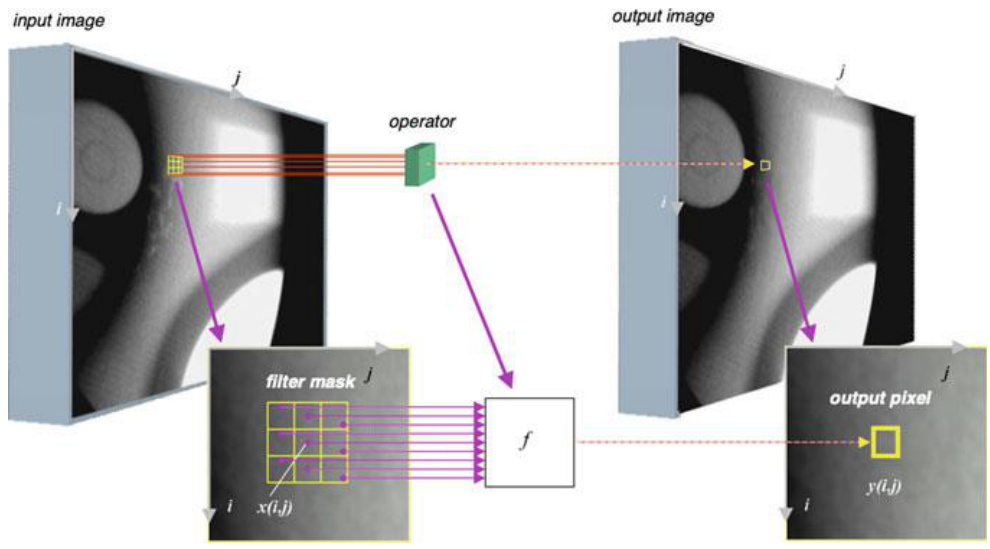 input image
output image
j
j
operator
i
i
filter mask
j
f
x(i,j)
i
j
output pixel
y(i,j)
i